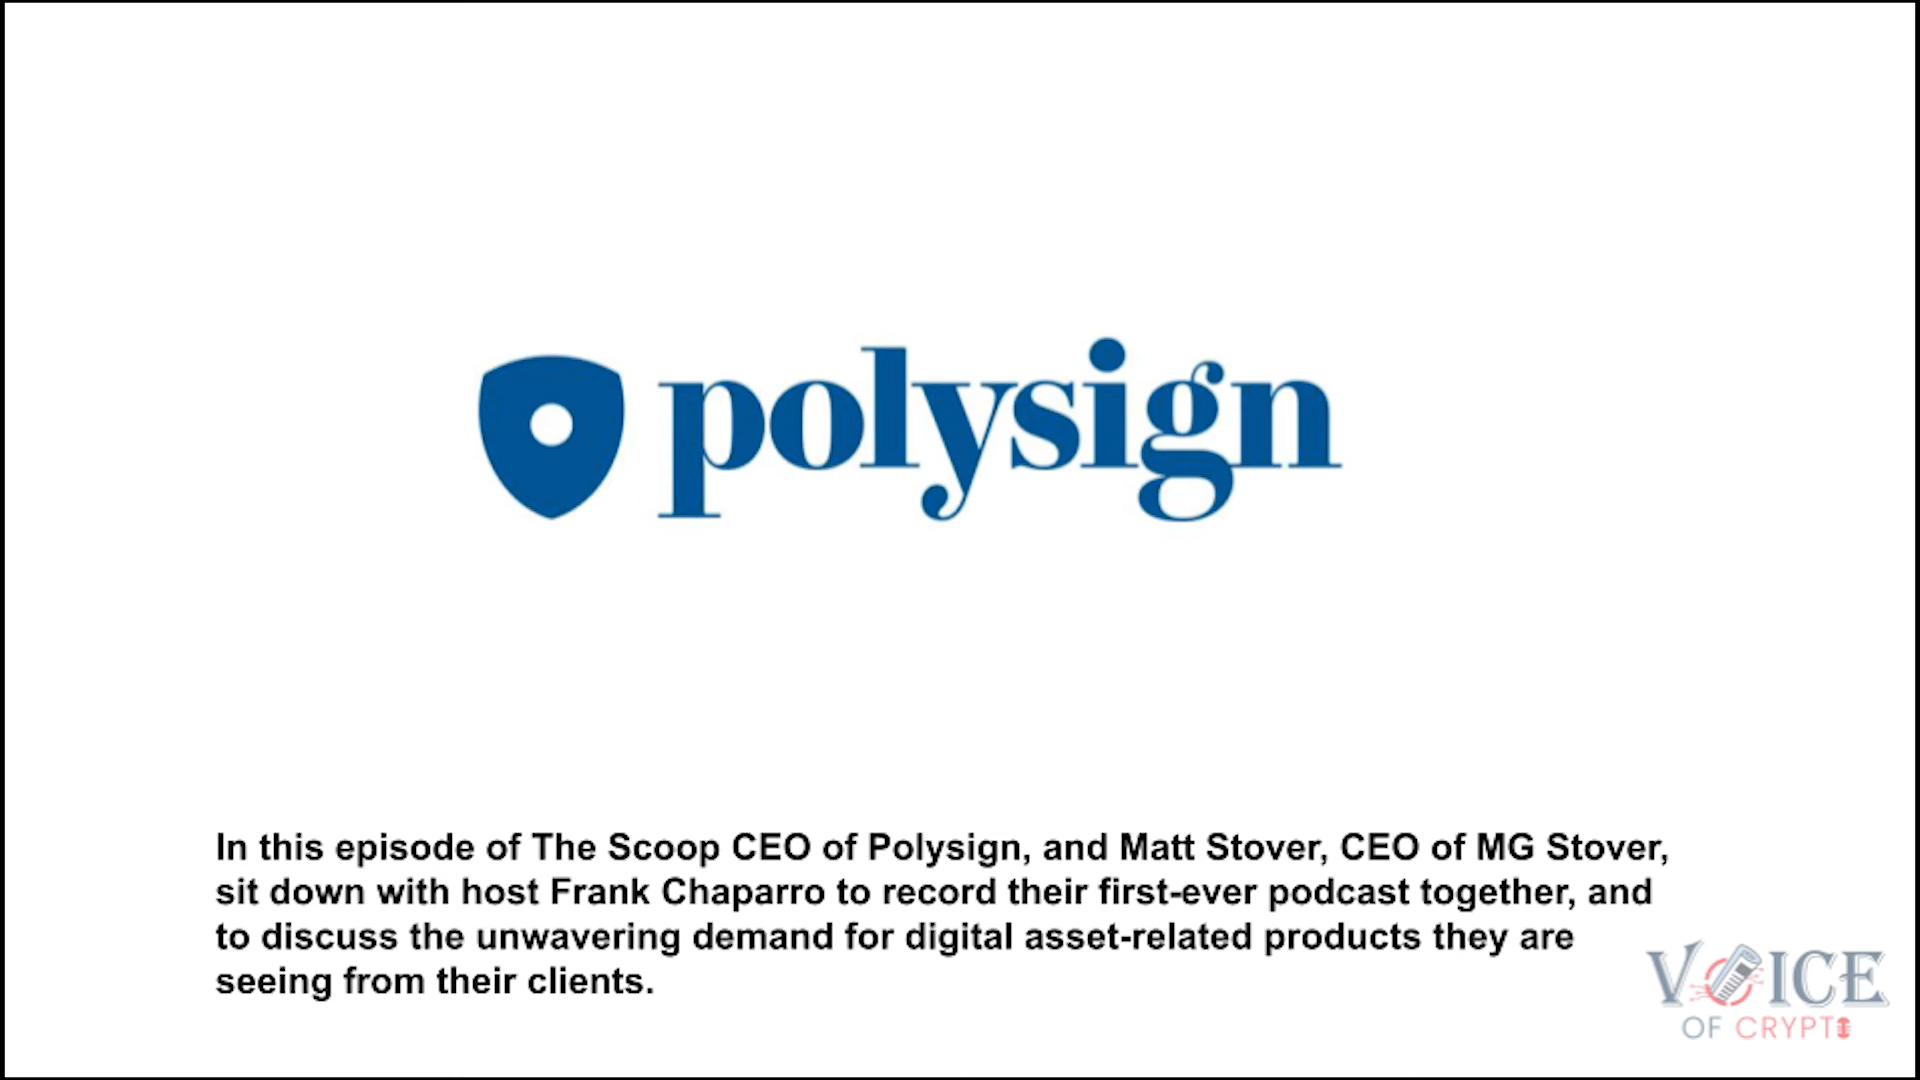 polysign
In this episode of The Scoop CEO of Polysign, and Matt Stover, CEO of MG Stover,
sit down with host Frank Chaparro to record their first-ever podcast together, and
to discuss the unwavering demand for digital asset-related products they are
seeing from their clients.
VOICE
OF CRYPTO